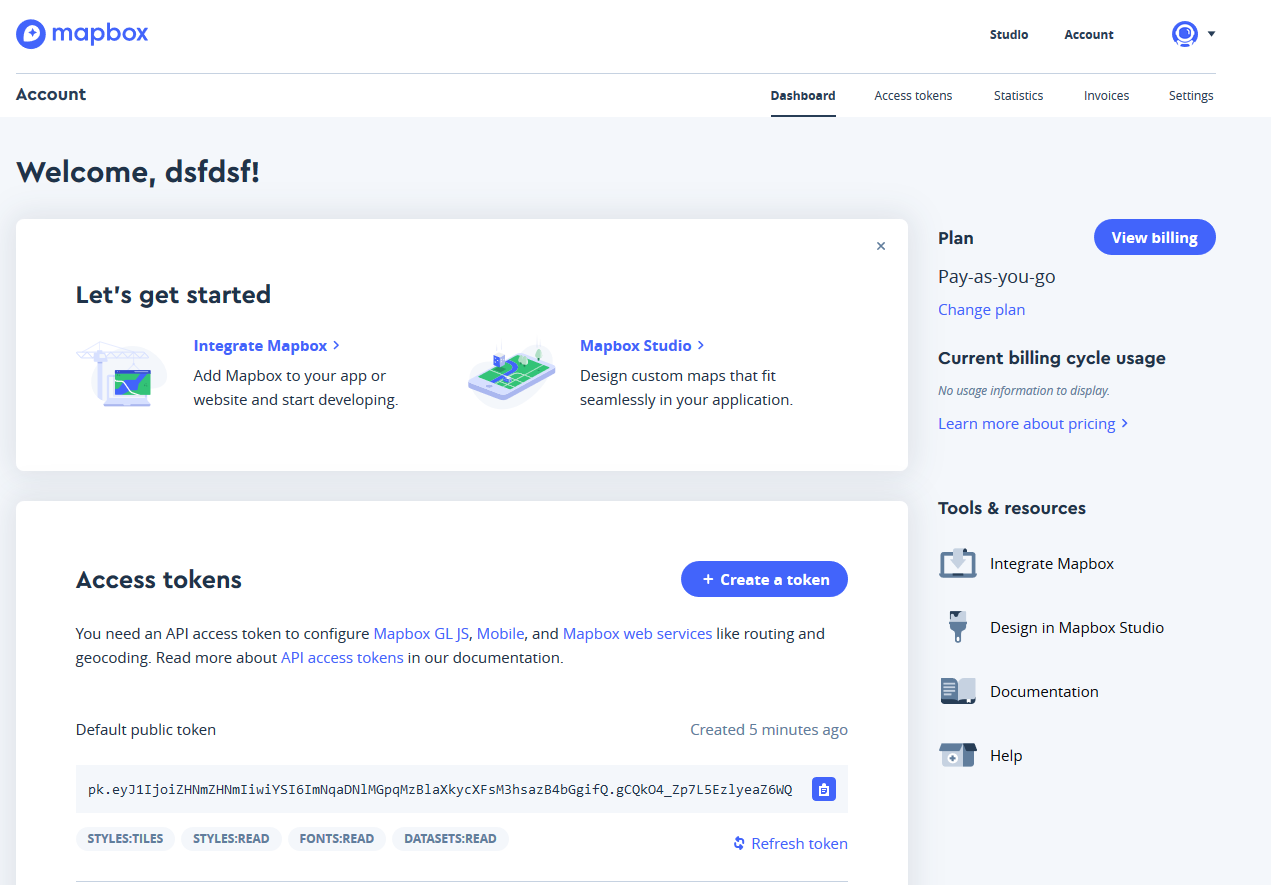 mapbox
Studio
Account
Account
Dashboard
Access tokens
Statistics
Invoices
Settings
Welcome, dsfdsf!
Let's get started
Integrate Mapbox
Add Mapbox to your app or
website and start developing.
Mapbox Studio
Design custom maps that fit
seamlessly in your application.
Plan
View billing
Pay-as-you-go
Change plan
Current billing cycle usage
No usage information to display.
Learn more about pricing
Access tokens
+ Create a token
You need an API access token to configure Mapbox GL JS, Mobile, and Mapbox web services like routing and
geocoding. Read more about API access tokens in our documentation.
Default public token
Created 5 minutes ago
pk.eyJ1IjoiZHNmZHNmIiwiYSI6ImNqaDNlMGpqMzBlaXkycXFsM3hsazB4bGgifQ.gCQkO4_Zp7L5EzlyeaZ6WQ
STYLES:TILES
STYLES:READ
FONTS:READ
DATASETS:READ
Refresh token
Tools & resources
Integrate Mapbox
Design in Mapbox Studio
Documentation
Help